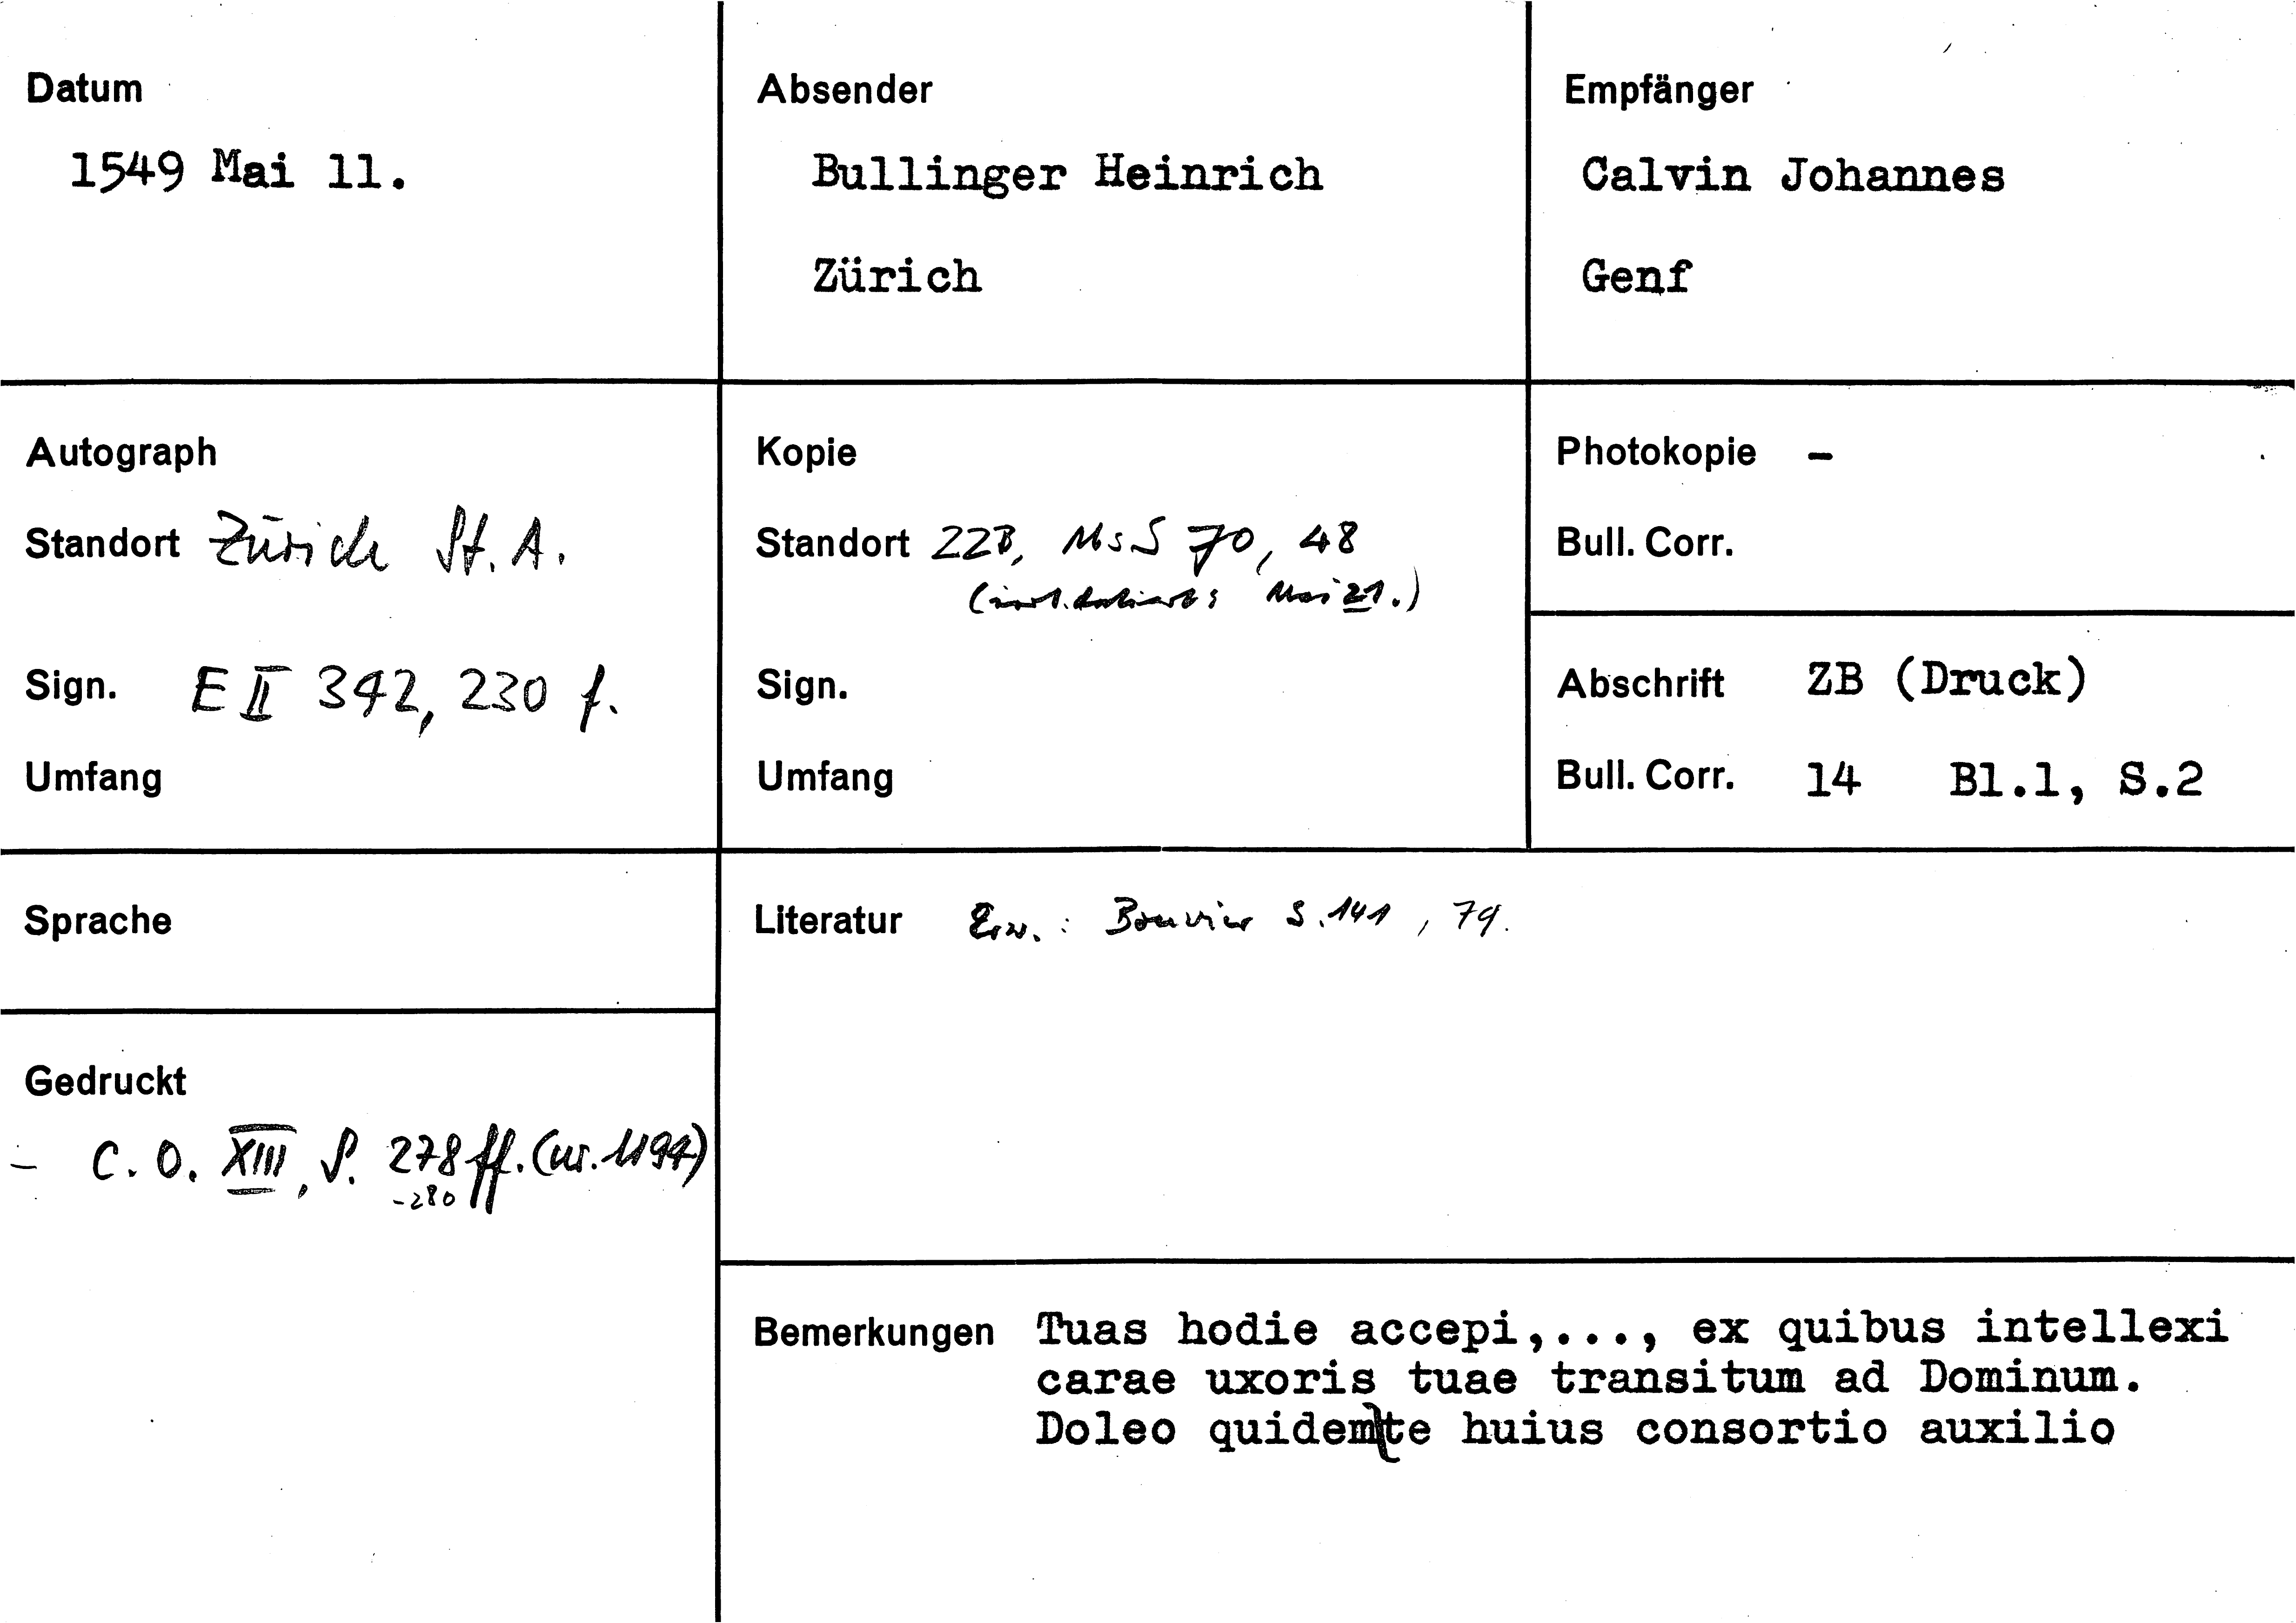 Datum
1549 Mai 11.
Absender
Bullinger Heinrich
Zürich
Empfänger
Calvin Johannes
Genf
Autograph
Standort Zürich St. A.
Sign. E II 342, 230 f.
Umfang
Kopie
Standort ZZB, Ms S 70, 48
datiert: Mai 21.)
Sign.
Umfang
Photokopie -
Bull. Corr.
Abschrift ZB (Druck)
Bull. Corr. 14 Bl.1, S.2
Sprache
Literatur Erw.: Bouvier S. 141, 79.
Gedruckt
- C. O. XIII, S. 278 ff. (nr. 1194)
-280
Bemerkungen Tuas hodie accepi,..., ex quibus intellexi
carae uxoris tuae transitum ad Dominum.
Doleo quidem te huius consortio auxilio